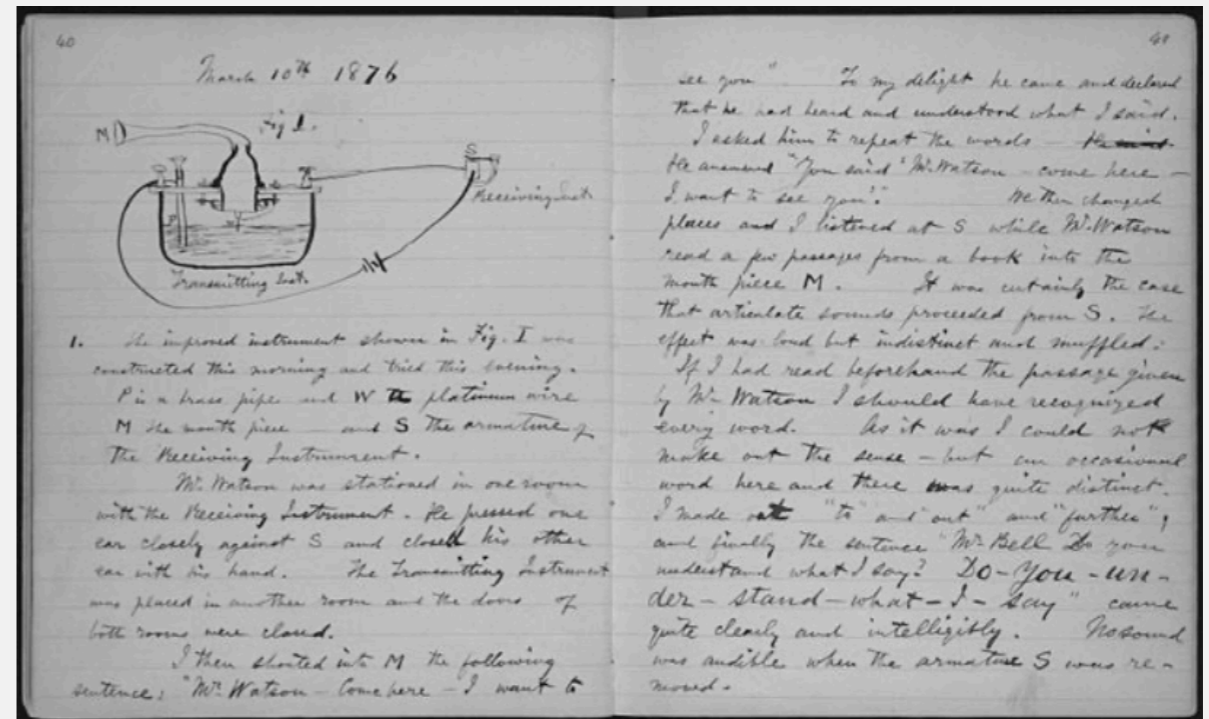 40
March 10th 1876
Fig I.
M
S
Receiving Inst.
P
W
Transmitting Inst.
1. The improved instrument shown in Fig. I was
constructed this morning and tried this evening.
P is a brass pipe and W the platinum wire
M the mouth piece — and S the armature of
the Receiving Instrument.
Mr. Watson was stationed in one room
with the Receiving Instrument. He pressed one
ear closely against S and closed his other
ear with his hand. The Transmitting Instrument
was placed in another room and the doors of
both rooms were closed.
I then shouted into M the following
sentence: "Mr. Watson — Come here — I want to
41
see you". To my delight he came and declared
that he had heard and understood what I said.
I asked him to repeat the words —
He answered "You said 'Mr. Watson — come here —
I want to see you'." We then changed
places and I listened at S while Mr. Watson
read a few passages from a book into the
mouth piece M. It was certainly the case
that articulate sounds proceeded from S. The
effect was loud but indistinct and muffled.
If I had read beforehand the passage given
by Mr. Watson I should have recognized
every word. As it was I could not
make out the sense — but an occasional
word here and there was quite distinct.
I made out "to" and "out" and "further";
and finally the sentence "Mr. Bell Do you
understand what I say? Do–you–un–
der–stand–what–I–say" came
quite clearly and intelligibly. No sound
was audible when the armature S was re–
moved.